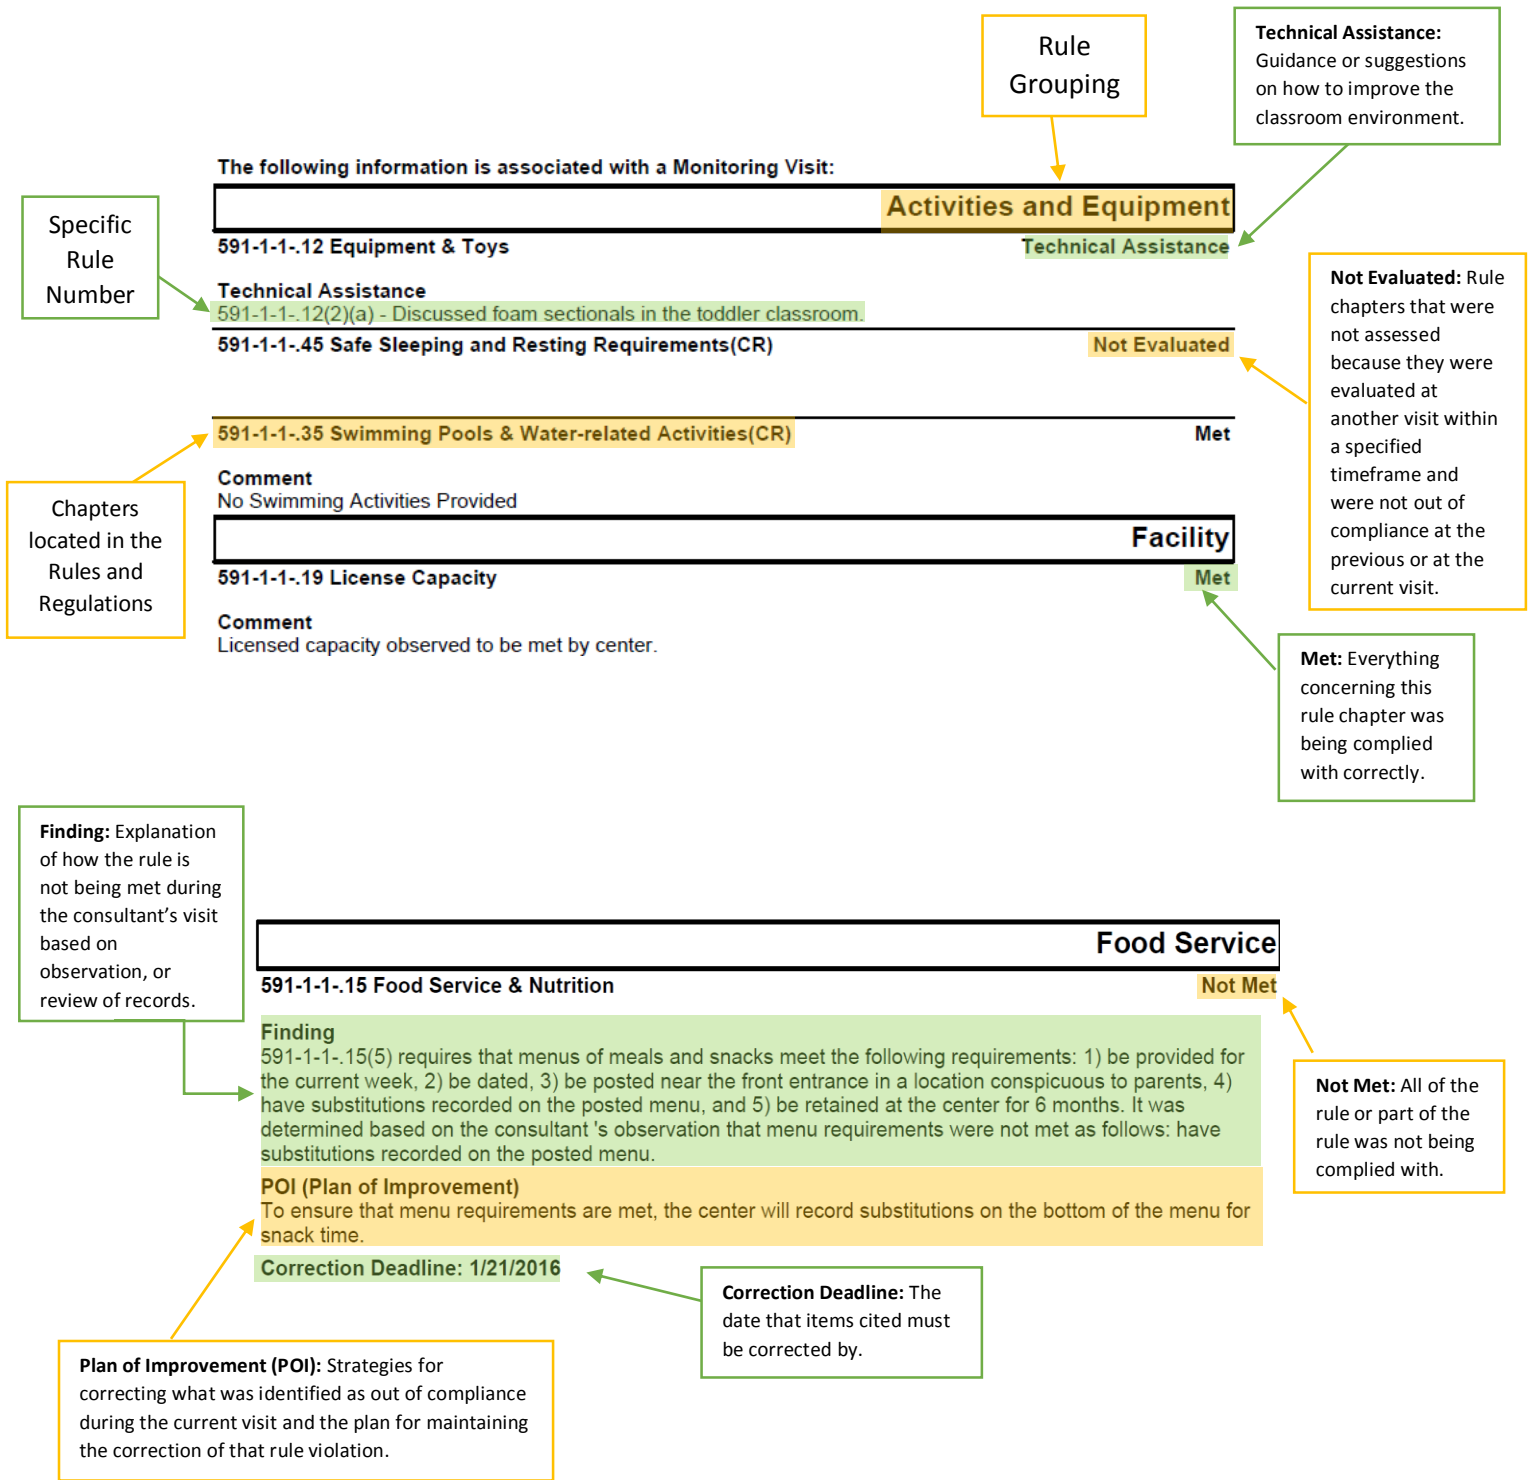 Rule
Grouping
Technical Assistance:
Guidance or suggestions
on how to improve the
classroom environment.
The following information is associated with a Monitoring Visit:
Activities and Equipment
Specific
Rule
Number
591-1-1-.12 Equipment & Toys
Technical Assistance
Technical Assistance
591-1-1-.12(2)(a) - Discussed foam sectionals in the toddler classroom.
591-1-1-.45 Safe Sleeping and Resting Requirements(CR)
Not Evaluated
Not Evaluated: Rule
chapters that were
not assessed
because they were
evaluated at
another visit within
a specified
timeframe and
were not out of
compliance at the
previous or at the
current visit.
591-1-1-.35 Swimming Pools & Water-related Activities(CR)
Met
Comment
No Swimming Activities Provided
Chapters
located in the
Rules and
Regulations
Facility
591-1-1-.19 License Capacity
Met
Comment
Licensed capacity observed to be met by center.
Met: Everything
concerning this
rule chapter was
being complied
with correctly.
Finding: Explanation
of how the rule is
not being met during
the consultant's visit
based on
observation, or
review of records.
Food Service
591-1-1-.15 Food Service & Nutrition
Not Met
Finding
591-1-1-.15(5) requires that menus of meals and snacks meet the following requirements: 1) be provided for
the current week, 2) be dated, 3) be posted near the front entrance in a location conspicuous to parents, 4)
have substitutions recorded on the posted menu, and 5) be retained at the center for 6 months. It was
determined based on the consultant 's observation that menu requirements were not met as follows: have
substitutions recorded on the posted menu.
Not Met: All of the
rule or part of the
rule was not being
complied with.
POI (Plan of Improvement)
To ensure that menu requirements are met, the center will record substitutions on the bottom of the menu for
snack time.
Correction Deadline: 1/21/2016
Correction Deadline: The
date that items cited must
be corrected by.
Plan of Improvement (POI): Strategies for
correcting what was identified as out of compliance
during the current visit and the plan for maintaining
the correction of that rule violation.